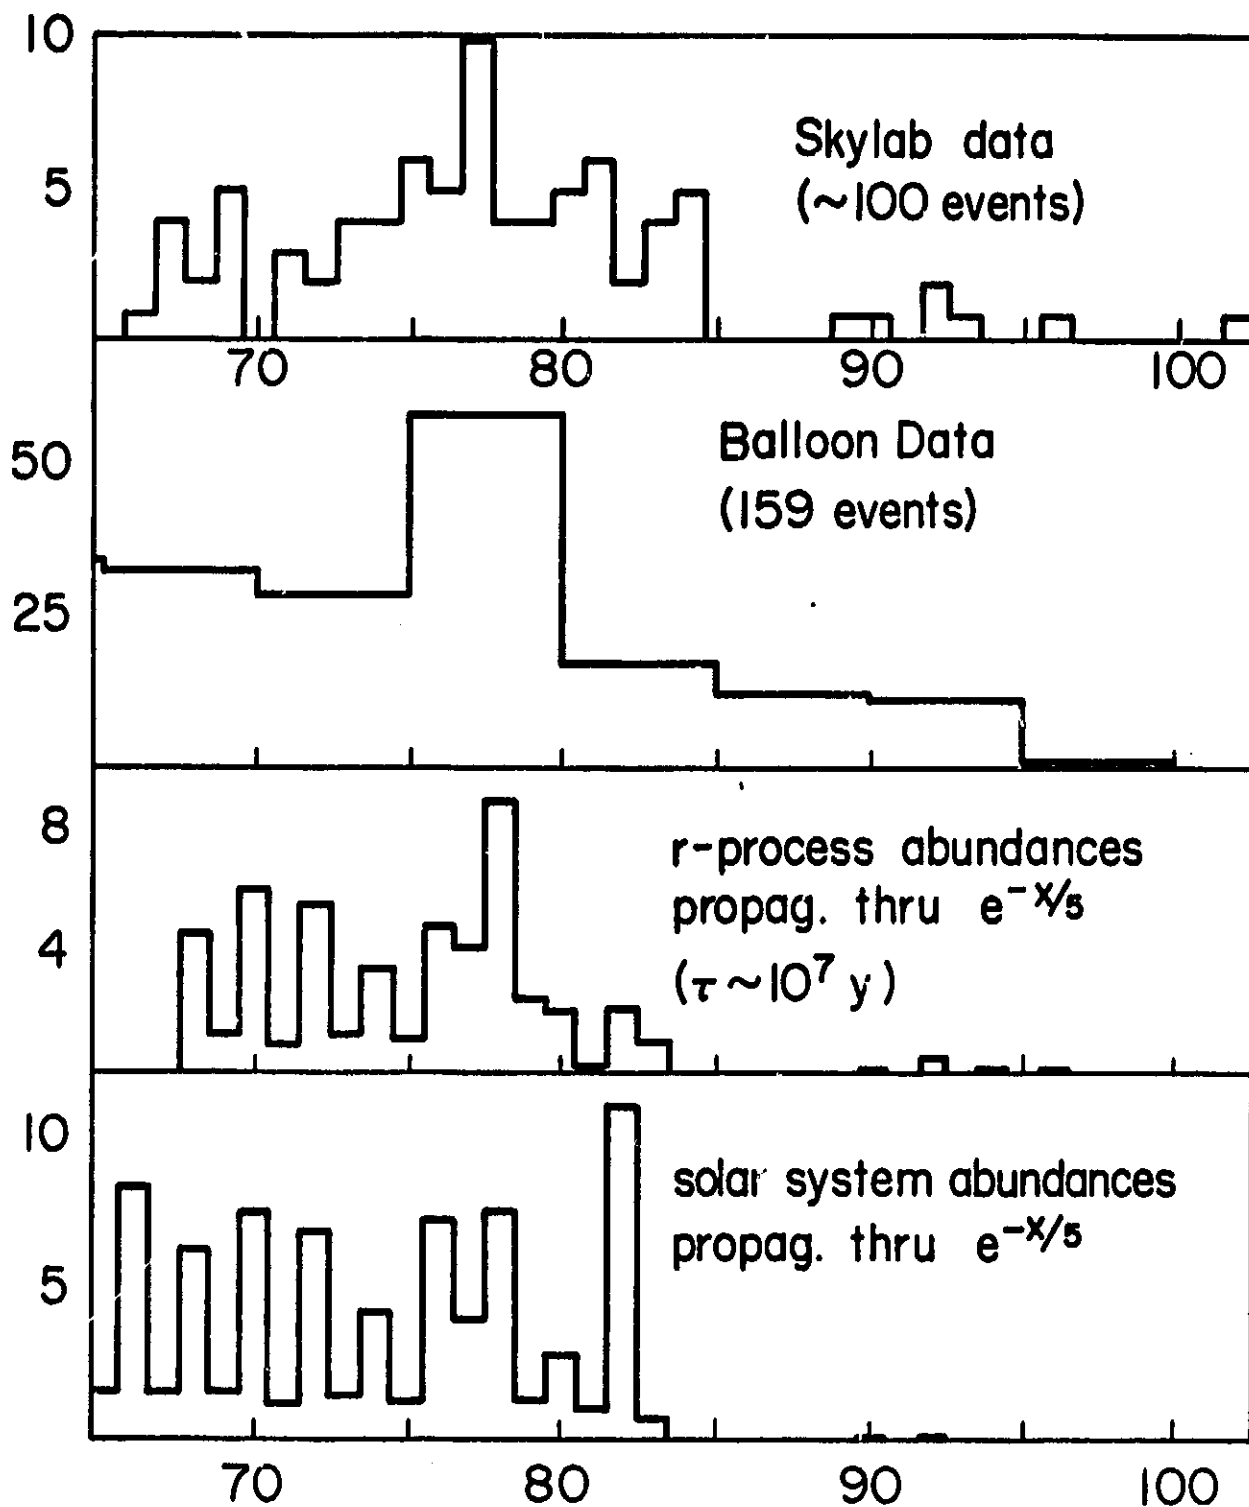 10
5
Skylab data
(~100 events)
70 80 90 100
50
25
Balloon Data
(159 events)
8
4
r-process abundances
propag. thru e^-x/5
(τ~10^7 y)
10
5
solar system abundances
propag. thru e^-x/5
70 80 90 100